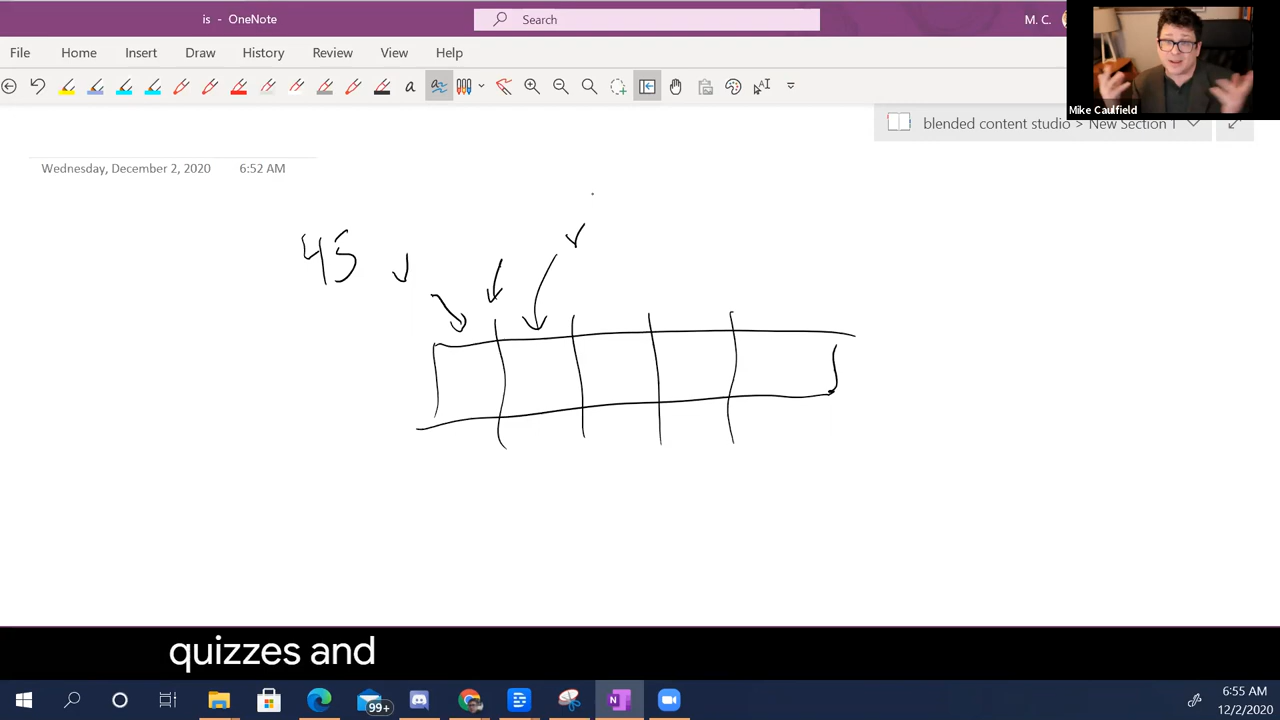 is - OneNote
Search
M. C.
File Home Insert Draw History Review View Help
Mike Caulfield
blended content studio > New Section 1
Wednesday, December 2, 2020 6:52 AM
45
quizzes and
99+
6:55 AM
12/2/2020